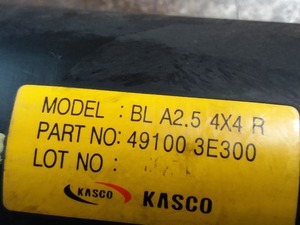 MODEL : BL A2.5 4X4 R
PART NO: 49100 3E300
LOT NO :
KASCO KASCO